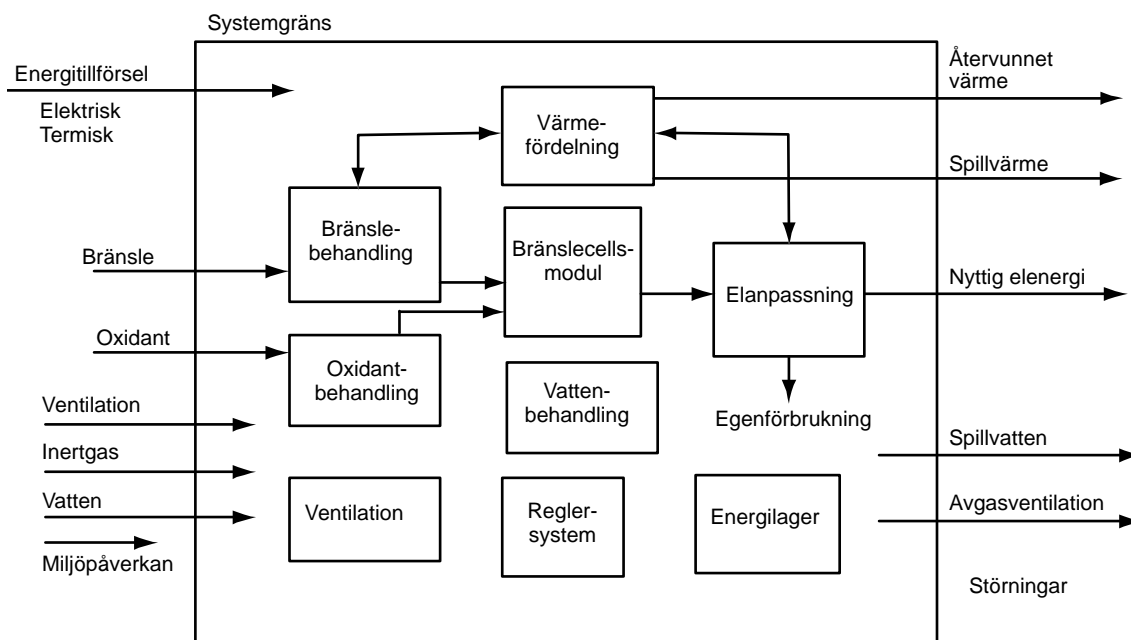 Systemgräns
Energitillförsel
Elektrisk
Termisk
Återvunnet
värme
Värme-
fördelning
Spillvärme
Bränsle-
behandling
Bränslecells-
modul
Bränsle
Elanpassning
Nyttig elenergi
Oxidant
Oxidant-
behandling
Vatten-
behandling
Egenförbrukning
Ventilation
Inertgas
Vatten
Miljöpåverkan
Ventilation
Regler-
system
Energilager
Spillvatten
Avgasventilation
Störningar